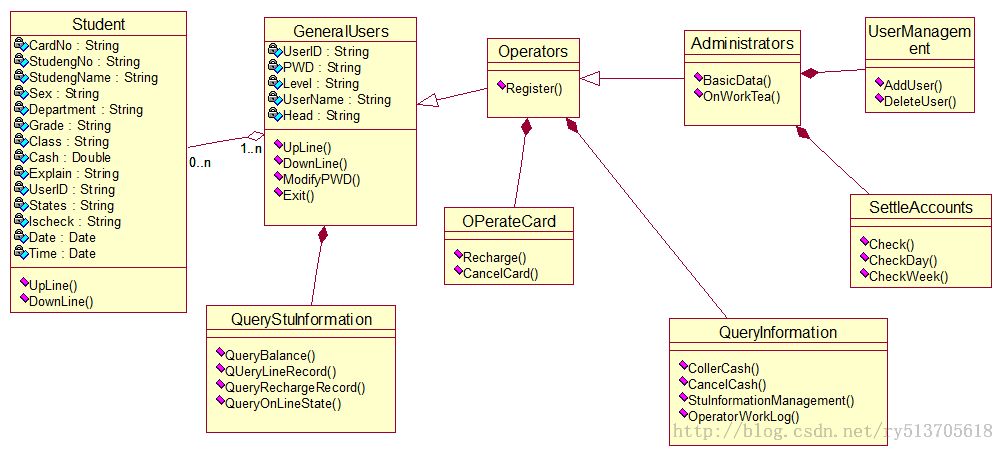 Student
CardNo : String
StudengNo : String
StudengName : String
Sex : String
Department : String
Grade : String
Class : String
Cash : Double
Explain : String
UserID : String
States : String
Ischeck : String
Date : Date
Time : Date
UpLine()
DownLine()
0..n
1..n
GeneralUsers
UserID : String
PWD : String
Level : String
UserName : String
Head : String
UpLine()
DownLine()
ModifyPWD()
Exit()
QueryStuInformation
QueryBalance()
QUeryLineRecord()
QueryRechargeRecord()
QueryOnLineState()
Operators
Register()
OPerateCard
Recharge()
CancelCard()
Administrators
BasicData()
OnWorkTea()
UserManagem
ent
AddUser()
DeleteUser()
SettleAccounts
Check()
CheckDay()
CheckWeek()
QueryInformation
CollerCash()
CancelCash()
StuInformationManagement()
OperatorWorkLog()
http://blog.csdn.net/ry513705618